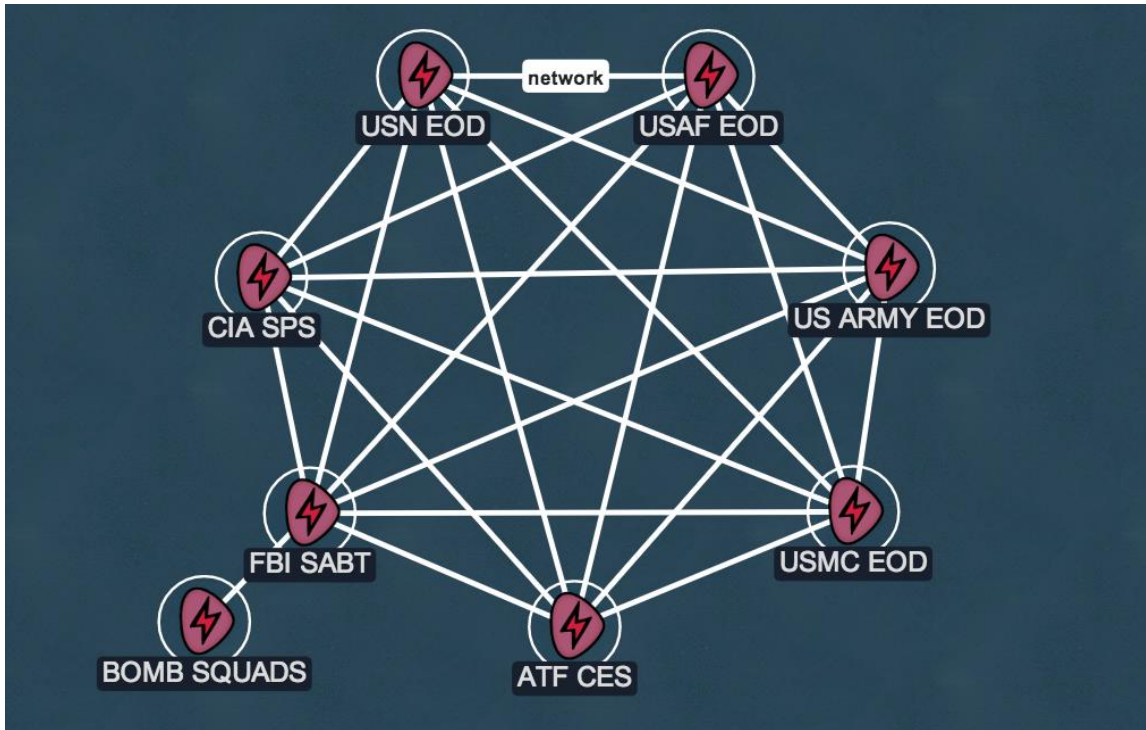 network
USN EOD
USAF EOD
CIA SPS
US ARMY EOD
FBI SABT
USMC EOD
BOMB SQUADS
ATF CES